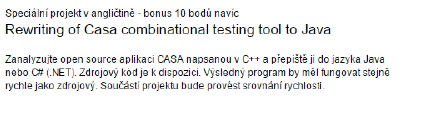 Speciální projekt v angličtině - bonus 10 bodů navíc
Rewriting of Casa combinational testing tool to Java
Zanalyzujte open source aplikaci CASA napsanou v C++ a přepiště ji do jazyka Java
nebo C# (.NET). Zdrojový kód je k dispozici. Výsledný program by měl fungovat stejně
rychle jako zdrojový. Součástí projektu bude provést srovnání rychlosti.